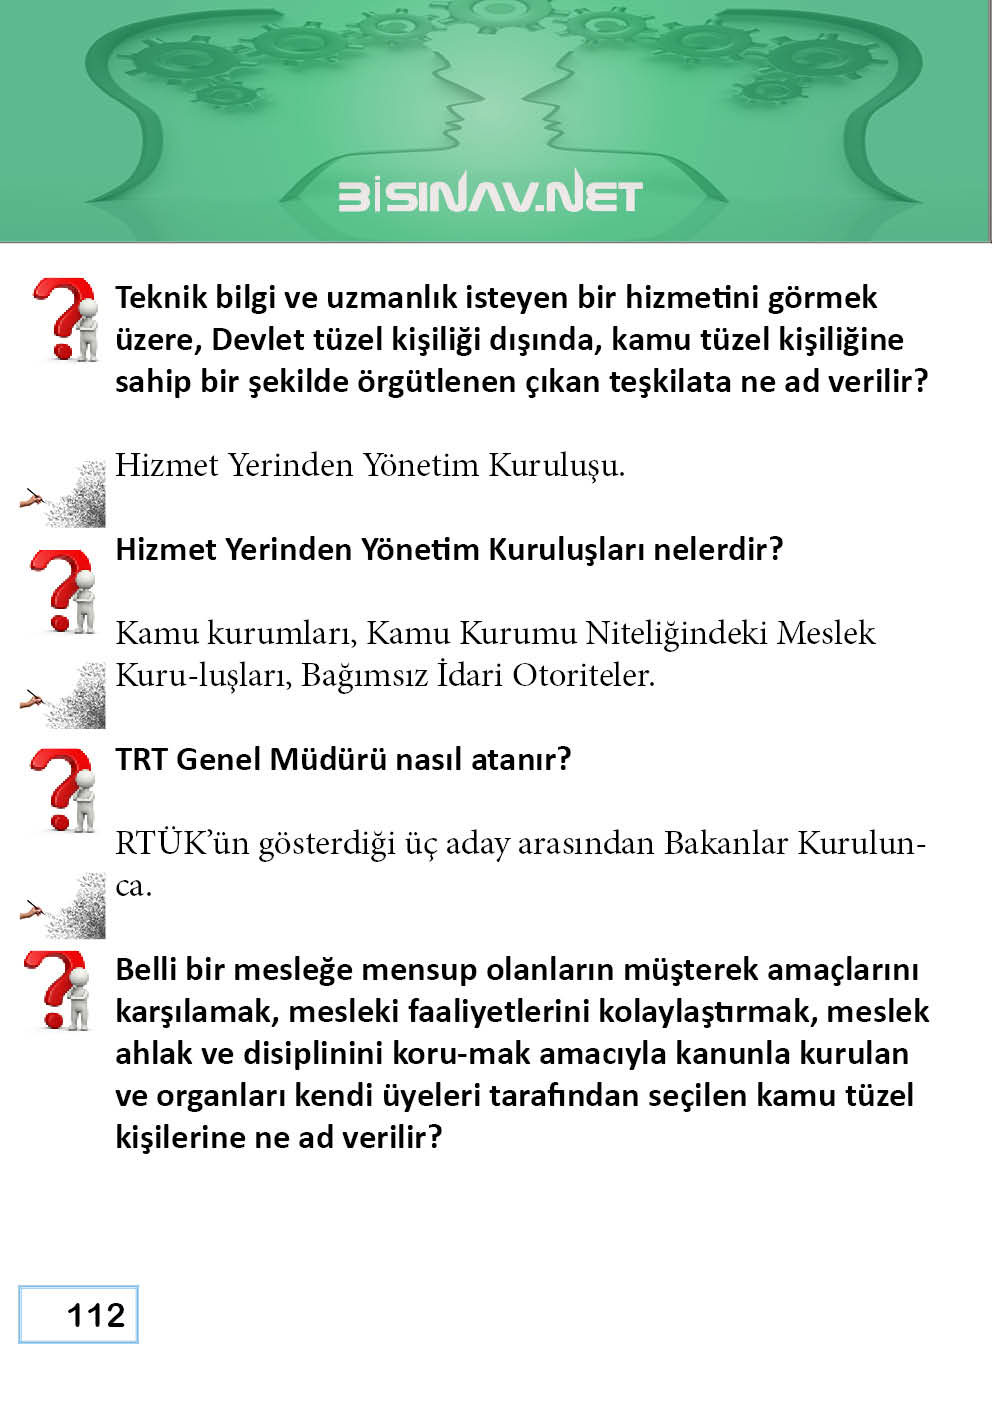 BİSINAV.NET
Teknik bilgi ve uzmanlık isteyen bir hizmetini görmek
üzere, Devlet tüzel kişiliği dışında, kamu tüzel kişiliğine
sahip bir şekilde örgütlenen çıkan teşkilata ne ad verilir?
Hizmet Yerinden Yönetim Kuruluşu.
Hizmet Yerinden Yönetim Kuruluşları nelerdir?
Kamu kurumları, Kamu Kurumu Niteliğindeki Meslek
Kuru-luşları, Bağımsız İdari Otoriteler.
TRT Genel Müdürü nasıl atanır?
RTÜK’ün gösterdiği üç aday arasından Bakanlar Kurulun-
ca.
Belli bir mesleğe mensup olanların müşterek amaçlarını
karşılamak, mesleki faaliyetlerini kolaylaştırmak, meslek
ahlak ve disiplinini koru-mak amacıyla kanunla kurulan
ve organları kendi üyeleri tarafından seçilen kamu tüzel
kişilerine ne ad verilir?
112